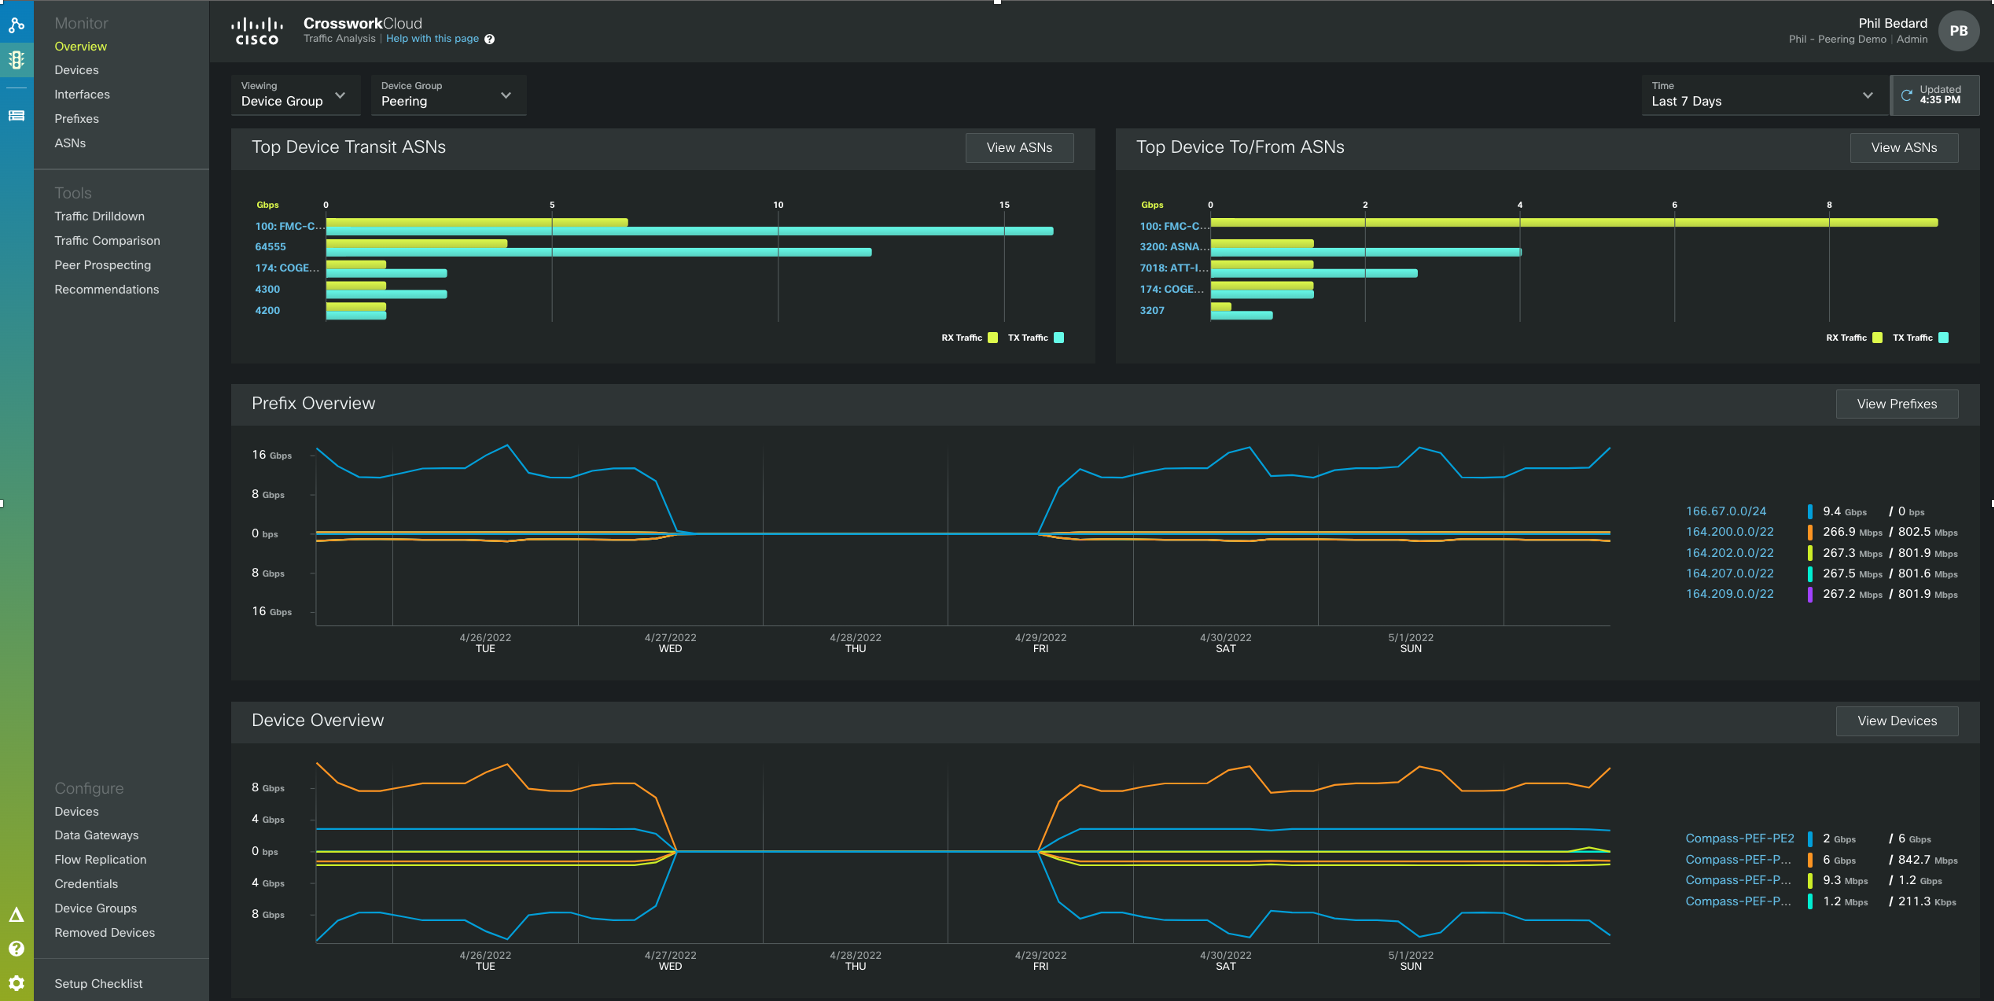 Monitor
Overview
Devices
Interfaces
Prefixes
ASNs
Tools
Traffic Drilldown
Traffic Comparison
Peer Prospecting
Recommendations
Configure
Devices
Data Gateways
Flow Replication
Credentials
Device Groups
Removed Devices
Setup Checklist
CISCO
CrossworkCloud
Traffic Analysis | Help with this page ?
Phil Bedard
Phil - Peering Demo | Admin
PB
Viewing
Device Group
Device Group
Peering
Time
Last 7 Days
Updated
4:35 PM
Top Device Transit ASNs
View ASNs
Gbps 0 5 10 15
100: FMC-C...
64555
174: COGE...
4300
4200
RX Traffic TX Traffic
Top Device To/From ASNs
View ASNs
Gbps 0 2 4 6 8
100: FMC-C...
3200: ASNA...
7018: ATT-I...
174: COGE...
3207
RX Traffic TX Traffic
Prefix Overview
View Prefixes
16 Gbps
8 Gbps
0 bps
8 Gbps
16 Gbps
4/26/2022 4/27/2022 4/28/2022 4/29/2022 4/30/2022 5/1/2022
TUE WED THU FRI SAT SUN
166.67.0.0/24 9.4 Gbps / 0 bps
164.200.0.0/22 266.9 Mbps / 802.5 Mbps
164.202.0.0/22 267.3 Mbps / 801.9 Mbps
164.207.0.0/22 267.5 Mbps / 801.6 Mbps
164.209.0.0/22 267.2 Mbps / 801.9 Mbps
Device Overview
View Devices
8 Gbps
4 Gbps
0 bps
4 Gbps
8 Gbps
4/26/2022 4/27/2022 4/28/2022 4/29/2022 4/30/2022 5/1/2022
TUE WED THU FRI SAT SUN
Compass-PEF-PE2 2 Gbps / 6 Gbps
Compass-PEF-P... 6 Gbps / 842.7 Mbps
Compass-PEF-P... 9.3 Mbps / 1.2 Gbps
Compass-PEF-P... 1.2 Mbps / 211.3 Kbps